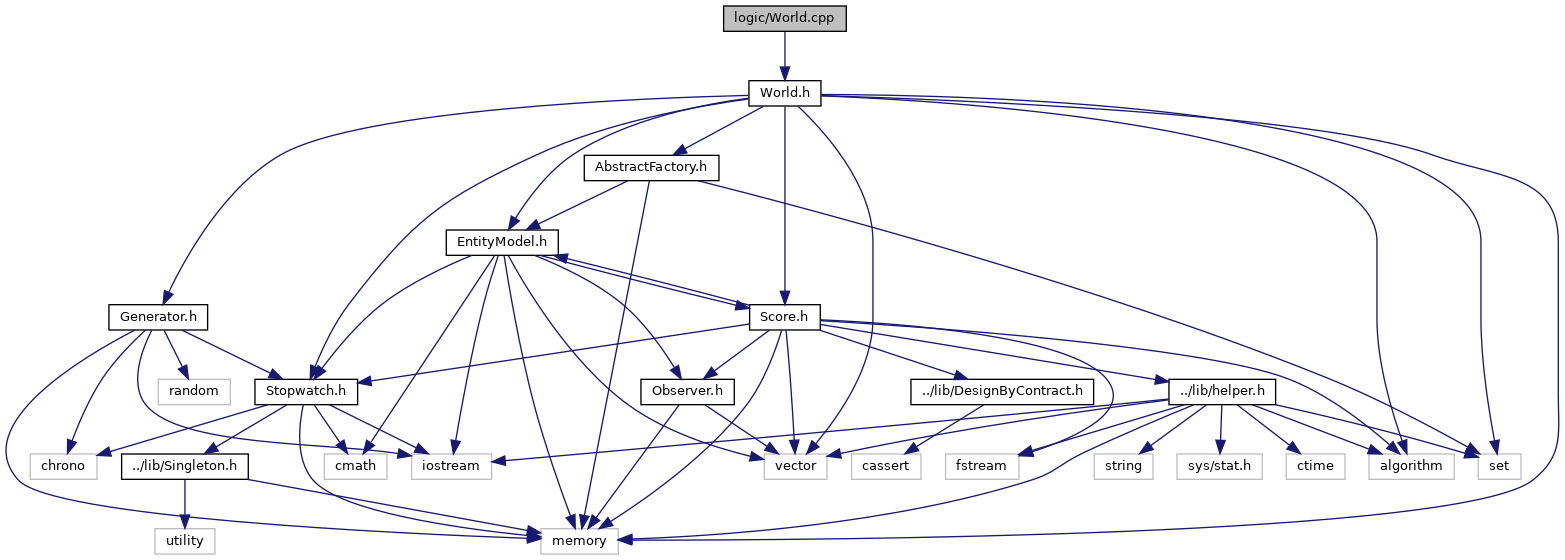 logic/World.cpp
World.h
AbstractFactory.h
EntityModel.h
Generator.h
Score.h
random
Stopwatch.h
Observer.h
../lib/DesignByContract.h
../lib/helper.h
chrono
../lib/Singleton.h
cmath
iostream
vector
cassert
fstream
string
sys/stat.h
ctime
algorithm
set
utility
memory